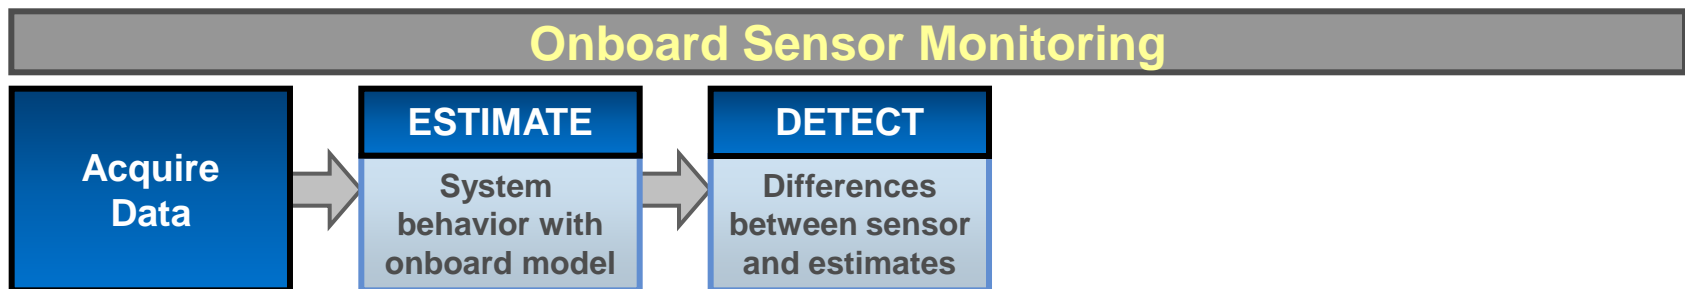 Onboard Sensor Monitoring
Acquire
Data
ESTIMATE
System
behavior with
onboard model
DETECT
Differences
between sensor
and estimates